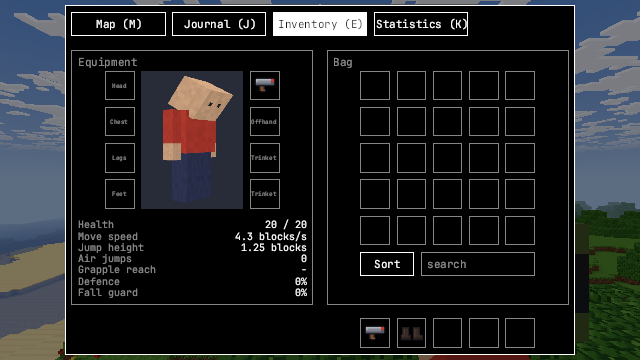 Map (M) Journal (J) Inventory (E) Statistics (K)
Equipment
Bag
Head
Chest
Offhand
Legs
Trinket
Feet
Trinket
Health 20 / 20
Move speed 4.3 blocks/s
Jump height 1.25 blocks
Air jumps 0
Grapple reach -
Defence 0%
Fall guard 0%
Sort
search